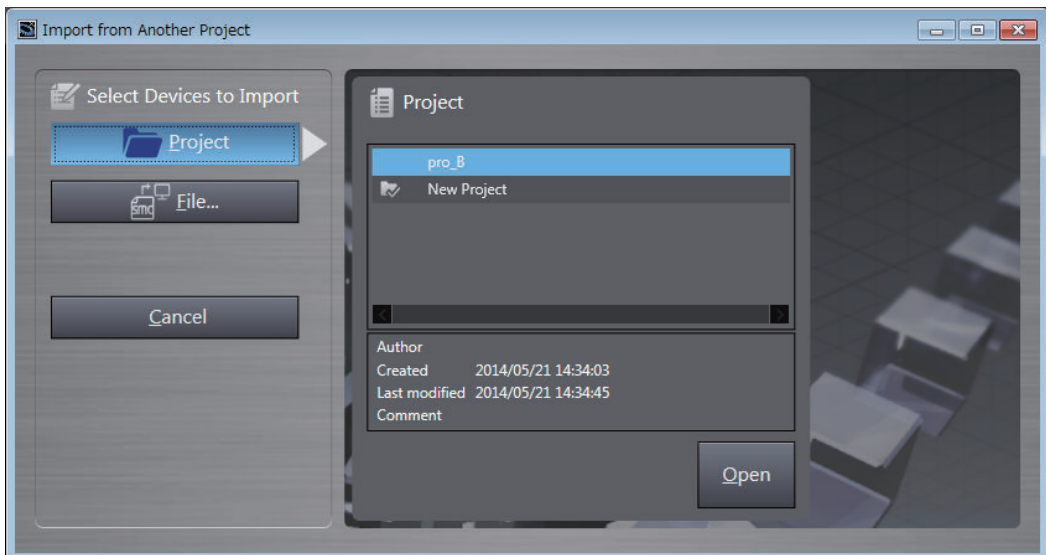 Import from Another Project
Select Devices to Import
Project
smc File...
Cancel
Project
pro_B
New Project
Author
Created 2014/05/21 14:34:03
Last modified 2014/05/21 14:34:45
Comment
Open